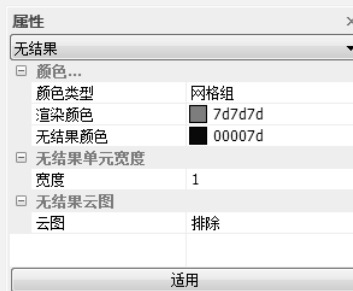 属性
无结果
颜色...
颜色类型 网格组
渲染颜色 7d7d7d
无结果颜色 00007d
无结果单元宽度
宽度 1
无结果云图
云图 排除
适用